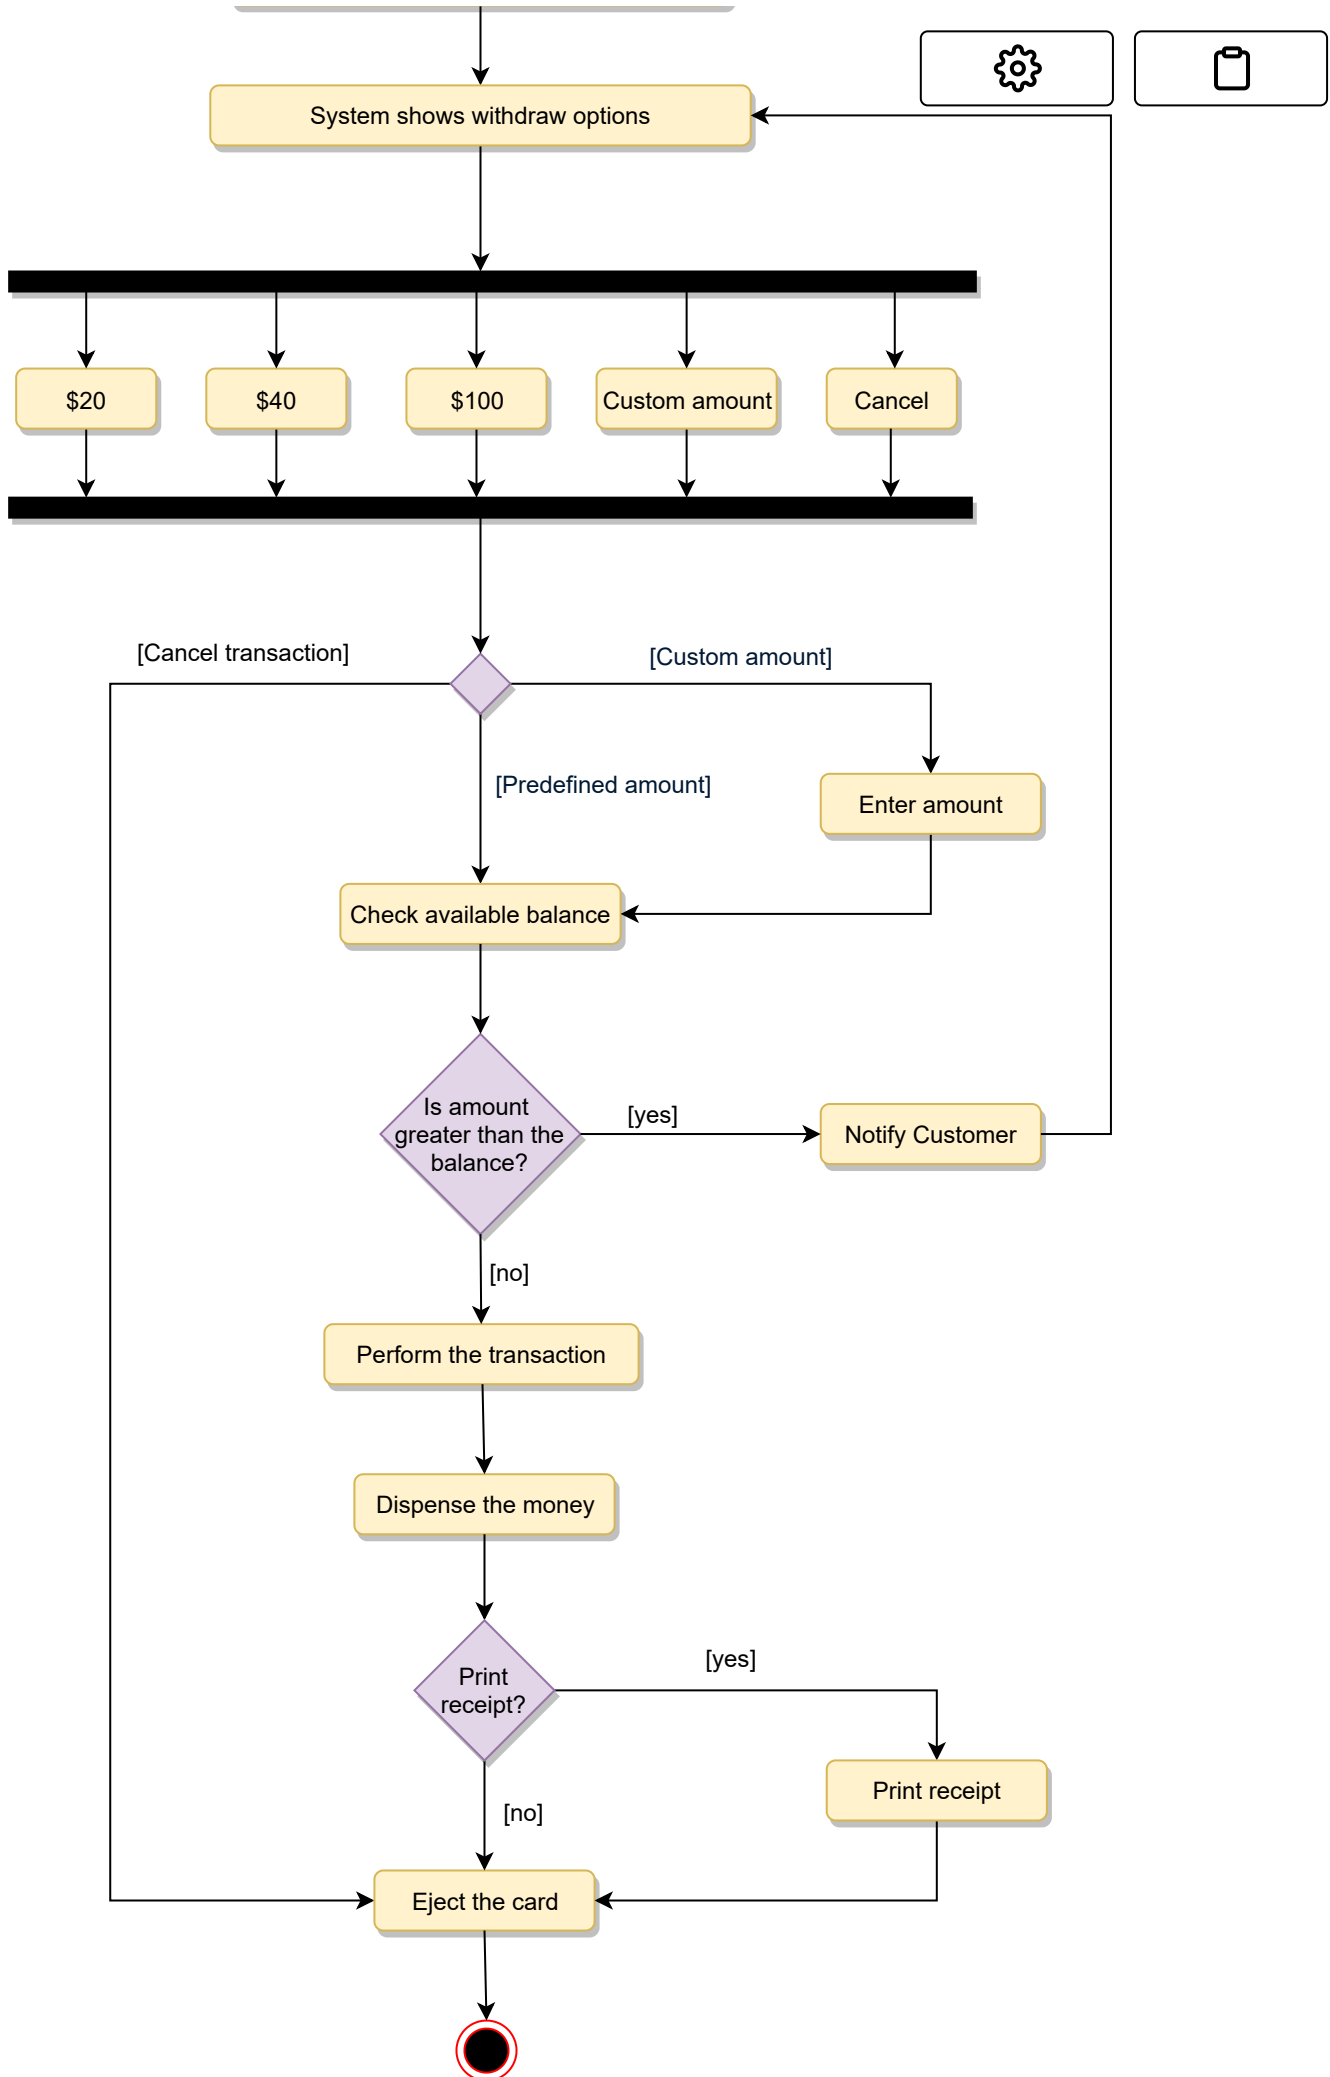 System shows withdraw options
$20
$40
$100
Custom amount
Cancel
[Cancel transaction]
[Custom amount]
[Predefined amount]
Enter amount
Check available balance
Is amount
greater than the
balance?
[yes]
Notify Customer
[no]
Perform the transaction
Dispense the money
Print
receipt?
[yes]
Print receipt
[no]
Eject the card